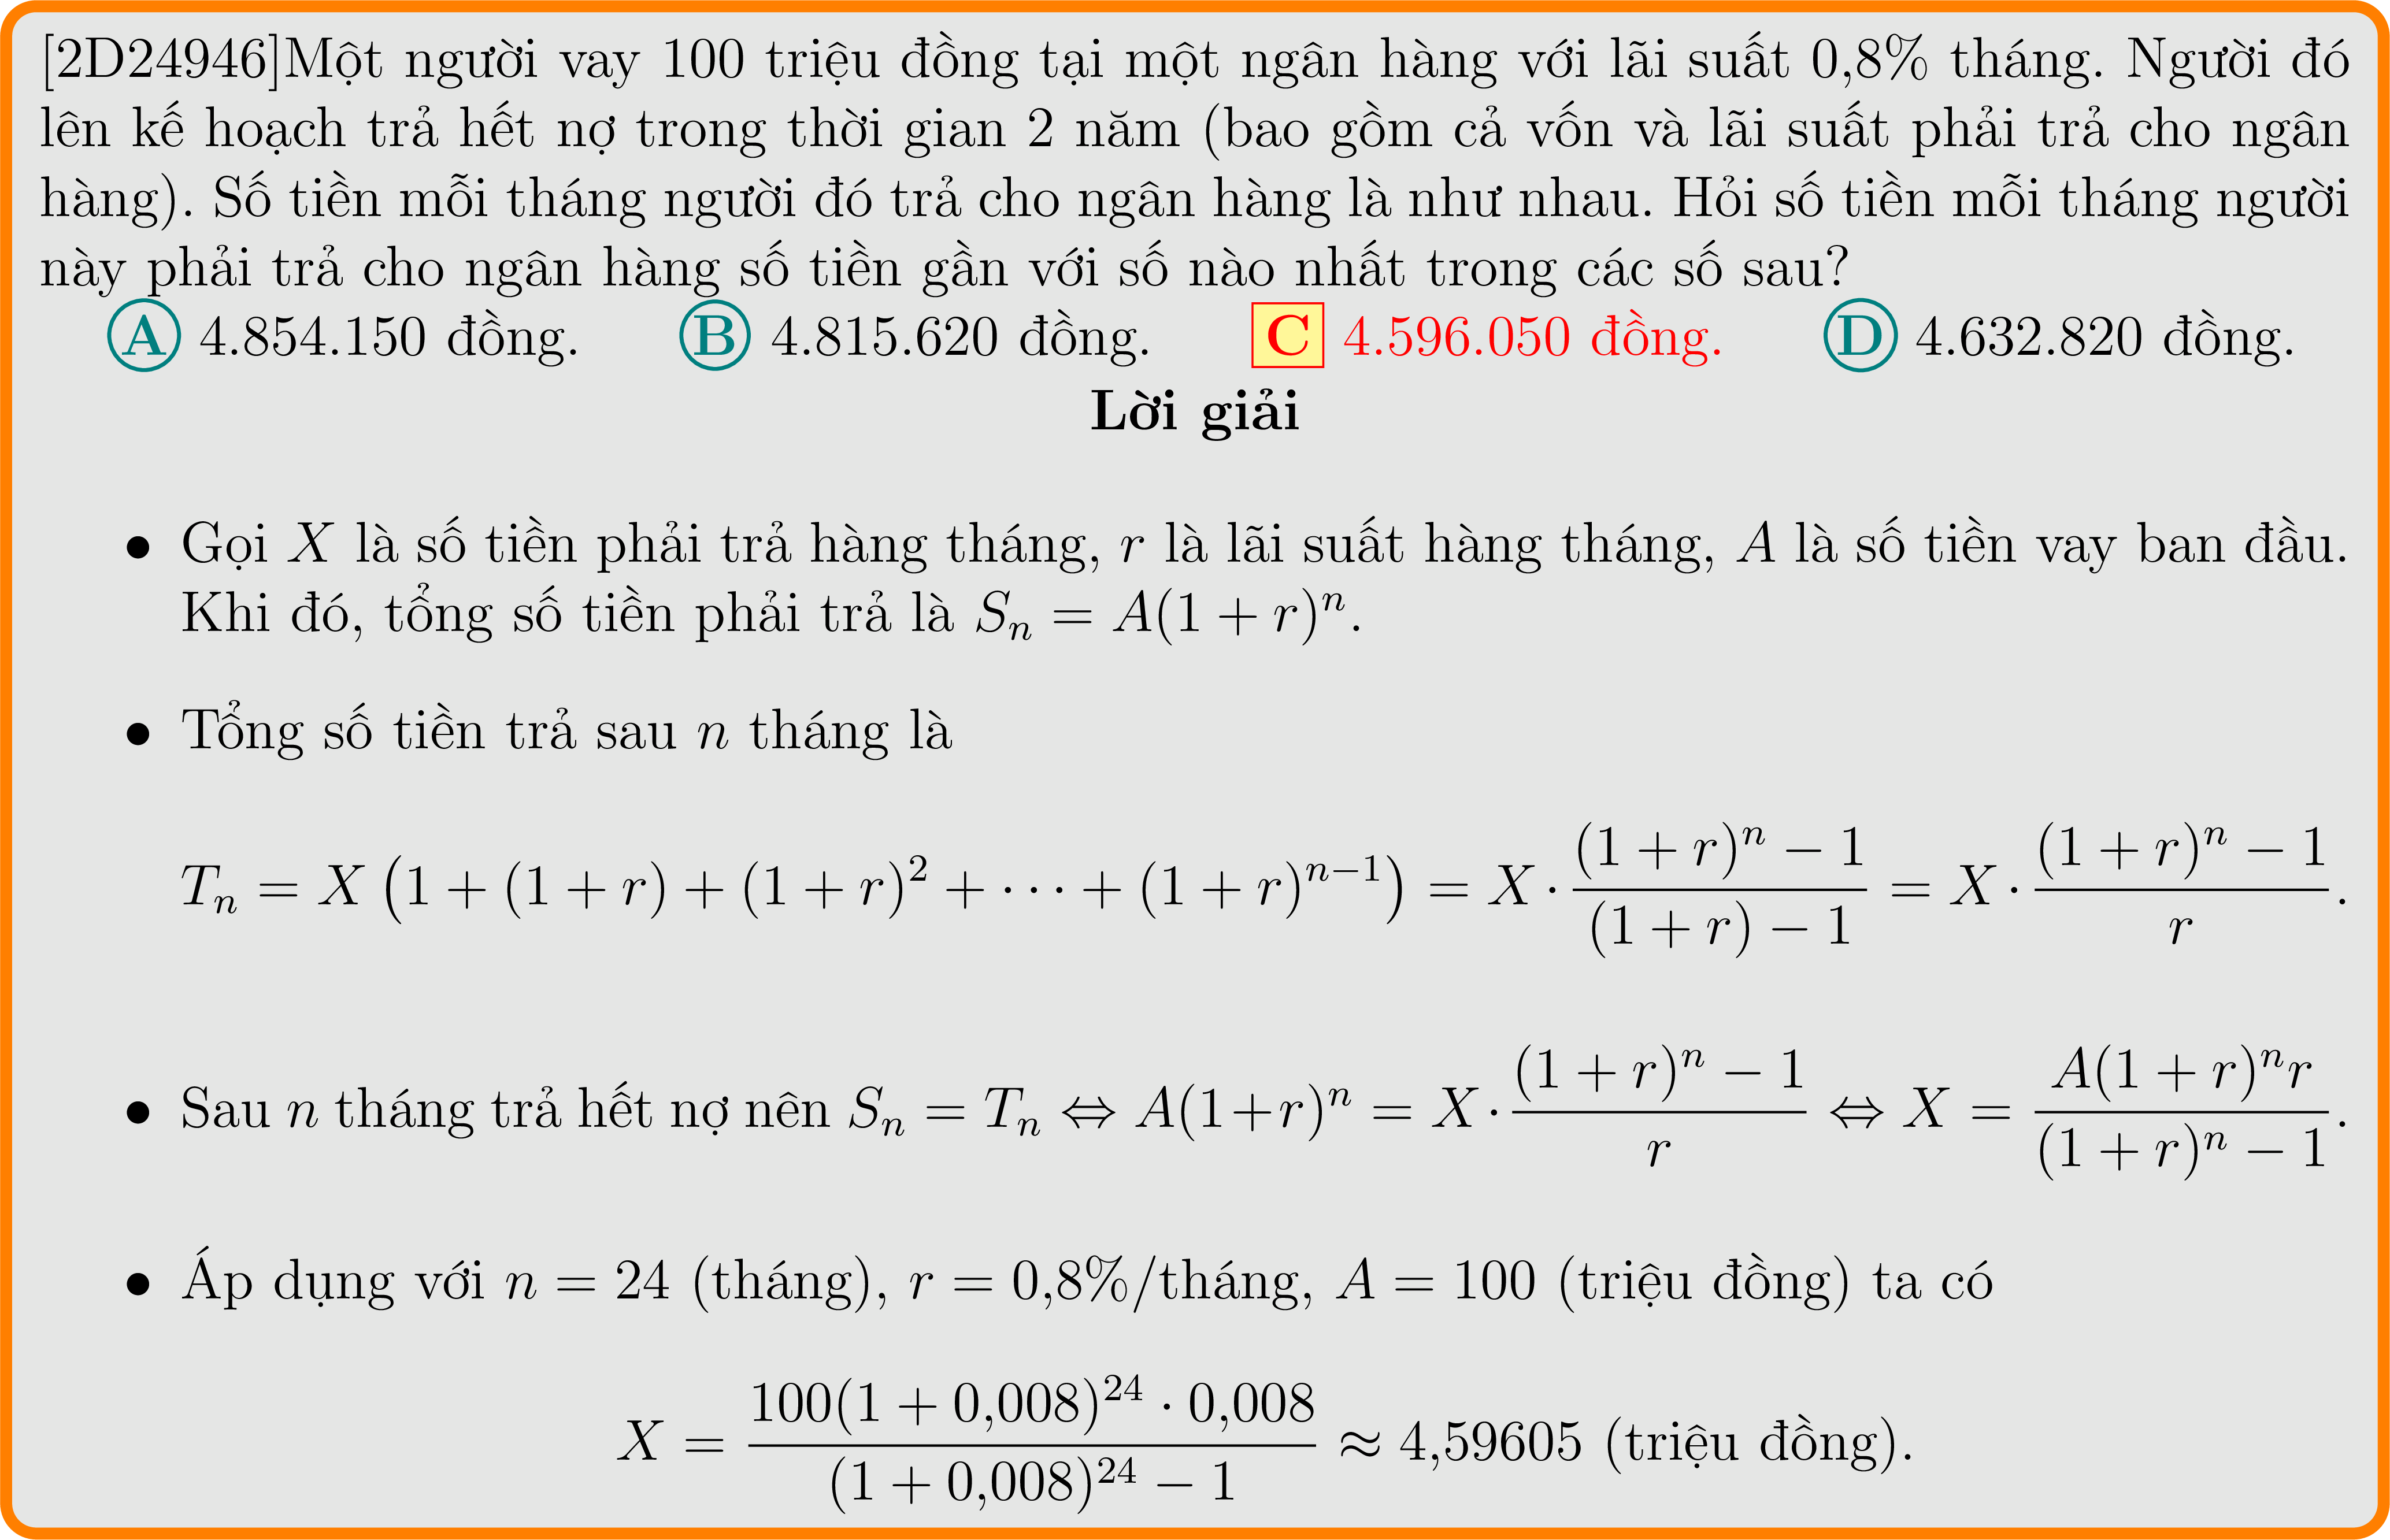 [2D24946]Một người vay 100 triệu đồng tại một ngân hàng với lãi suất 0,8% tháng. Người đó
lên kế hoạch trả hết nợ trong thời gian 2 năm (bao gồm cả vốn và lãi suất phải trả cho ngân
hàng). Số tiền mỗi tháng người đó trả cho ngân hàng là như nhau. Hỏi số tiền mỗi tháng người
này phải trả cho ngân hàng số tiền gần với số nào nhất trong các số sau?
A 4.854.150 đồng. B 4.815.620 đồng. C 4.596.050 đồng. D 4.632.820 đồng.
Lời giải
• Gọi X là số tiền phải trả hàng tháng, r là lãi suất hàng tháng, A là số tiền vay ban đầu.
Khi đó, tổng số tiền phải trả là $S_n = A(1 + r)^n$.
• Tổng số tiền trả sau n tháng là
$T_n = X \left(1 + (1 + r) + (1 + r)^2 + \cdots + (1 + r)^{n-1}\right) = X \cdot \frac{(1 + r)^n - 1}{(1 + r) - 1} = X \cdot \frac{(1 + r)^n - 1}{r}.$
• Sau n tháng trả hết nợ nên $S_n = T_n \Leftrightarrow A(1+r)^n = X \cdot \frac{(1 + r)^n - 1}{r} \Leftrightarrow X = \frac{A(1 + r)^n r}{(1 + r)^n - 1}.$
• Áp dụng với n = 24 (tháng), r = 0,8%/tháng, A = 100 (triệu đồng) ta có
$X = \frac{100(1 + 0,008)^{24} \cdot 0,008}{(1 + 0,008)^{24} - 1} \approx 4,59605$ (triệu đồng).